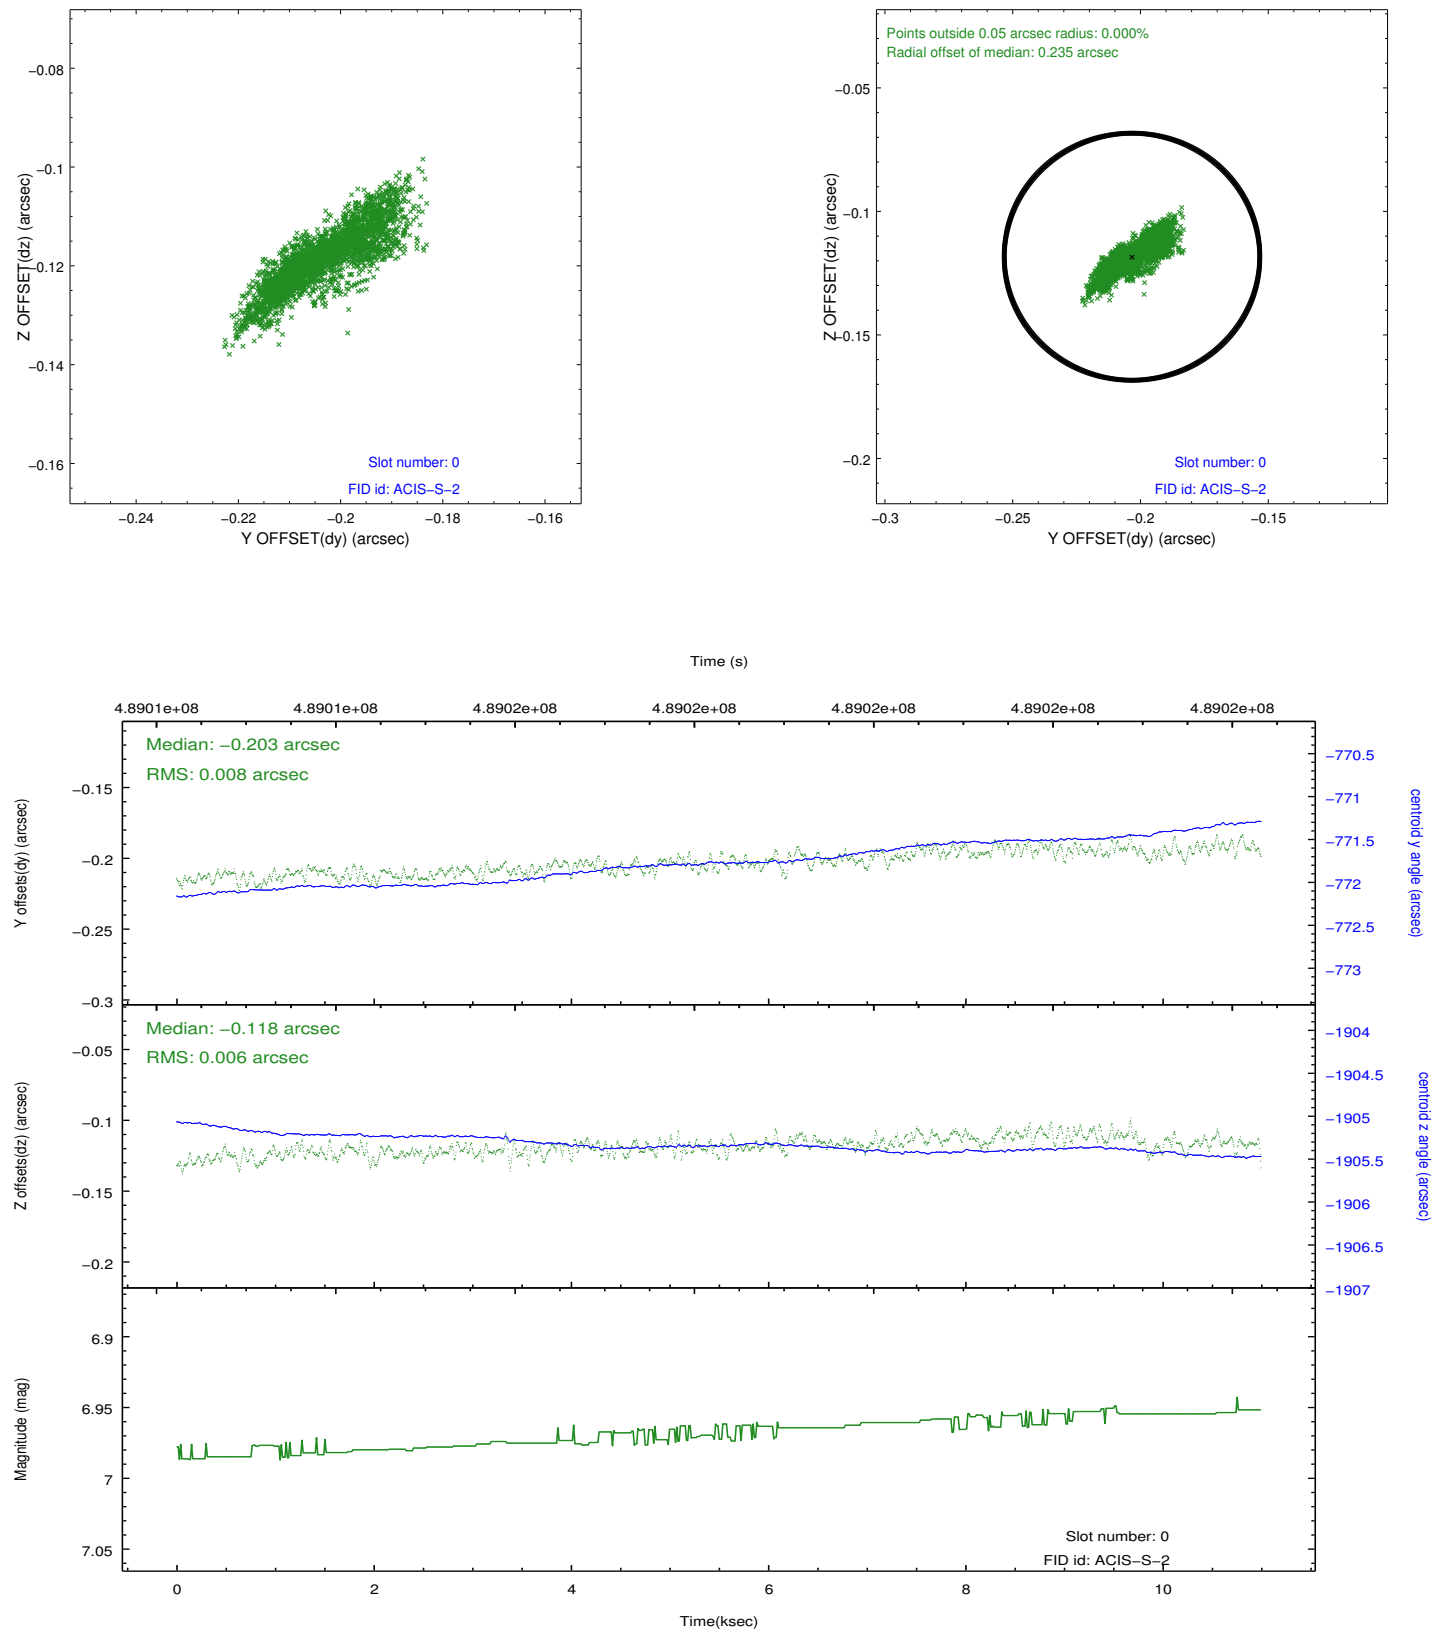 −0.08
−0.1
−0.12
−0.14
−0.16
Z OFFSET(dz) (arcsec)
Slot number: 0
FID id: ACIS−S−2
−0.24 −0.22 −0.2 −0.18 −0.16
Y OFFSET(dy) (arcsec)
Points outside 0.05 arcsec radius: 0.000%
Radial offset of median: 0.235 arcsec
−0.05
−0.1
−0.15
−0.2
Z OFFSET(dz) (arcsec)
Slot number: 0
FID id: ACIS−S−2
−0.3 −0.25 −0.2 −0.15
Y OFFSET(dy) (arcsec)
Time (s)
4.8901e+08 4.8901e+08 4.8902e+08 4.8902e+08 4.8902e+08 4.8902e+08 4.8902e+08
Median: −0.203 arcsec
RMS: 0.008 arcsec
−0.15
−0.2
−0.25
−0.3
Y offsets(dy) (arcsec)
−770.5
−771
−771.5
−772
−772.5
−773
centroid y angle (arcsec)
Median: −0.118 arcsec
RMS: 0.006 arcsec
−0.05
−0.1
−0.15
−0.2
Z offsets(dz) (arcsec)
−1904
−1904.5
−1905
−1905.5
−1906
−1906.5
−1907
centroid z angle (arcsec)
6.9
6.95
7
7.05
Magnitude (mag)
Slot number: 0
FID id: ACIS−S−2
0 2 4 6 8 10
Time(ksec)